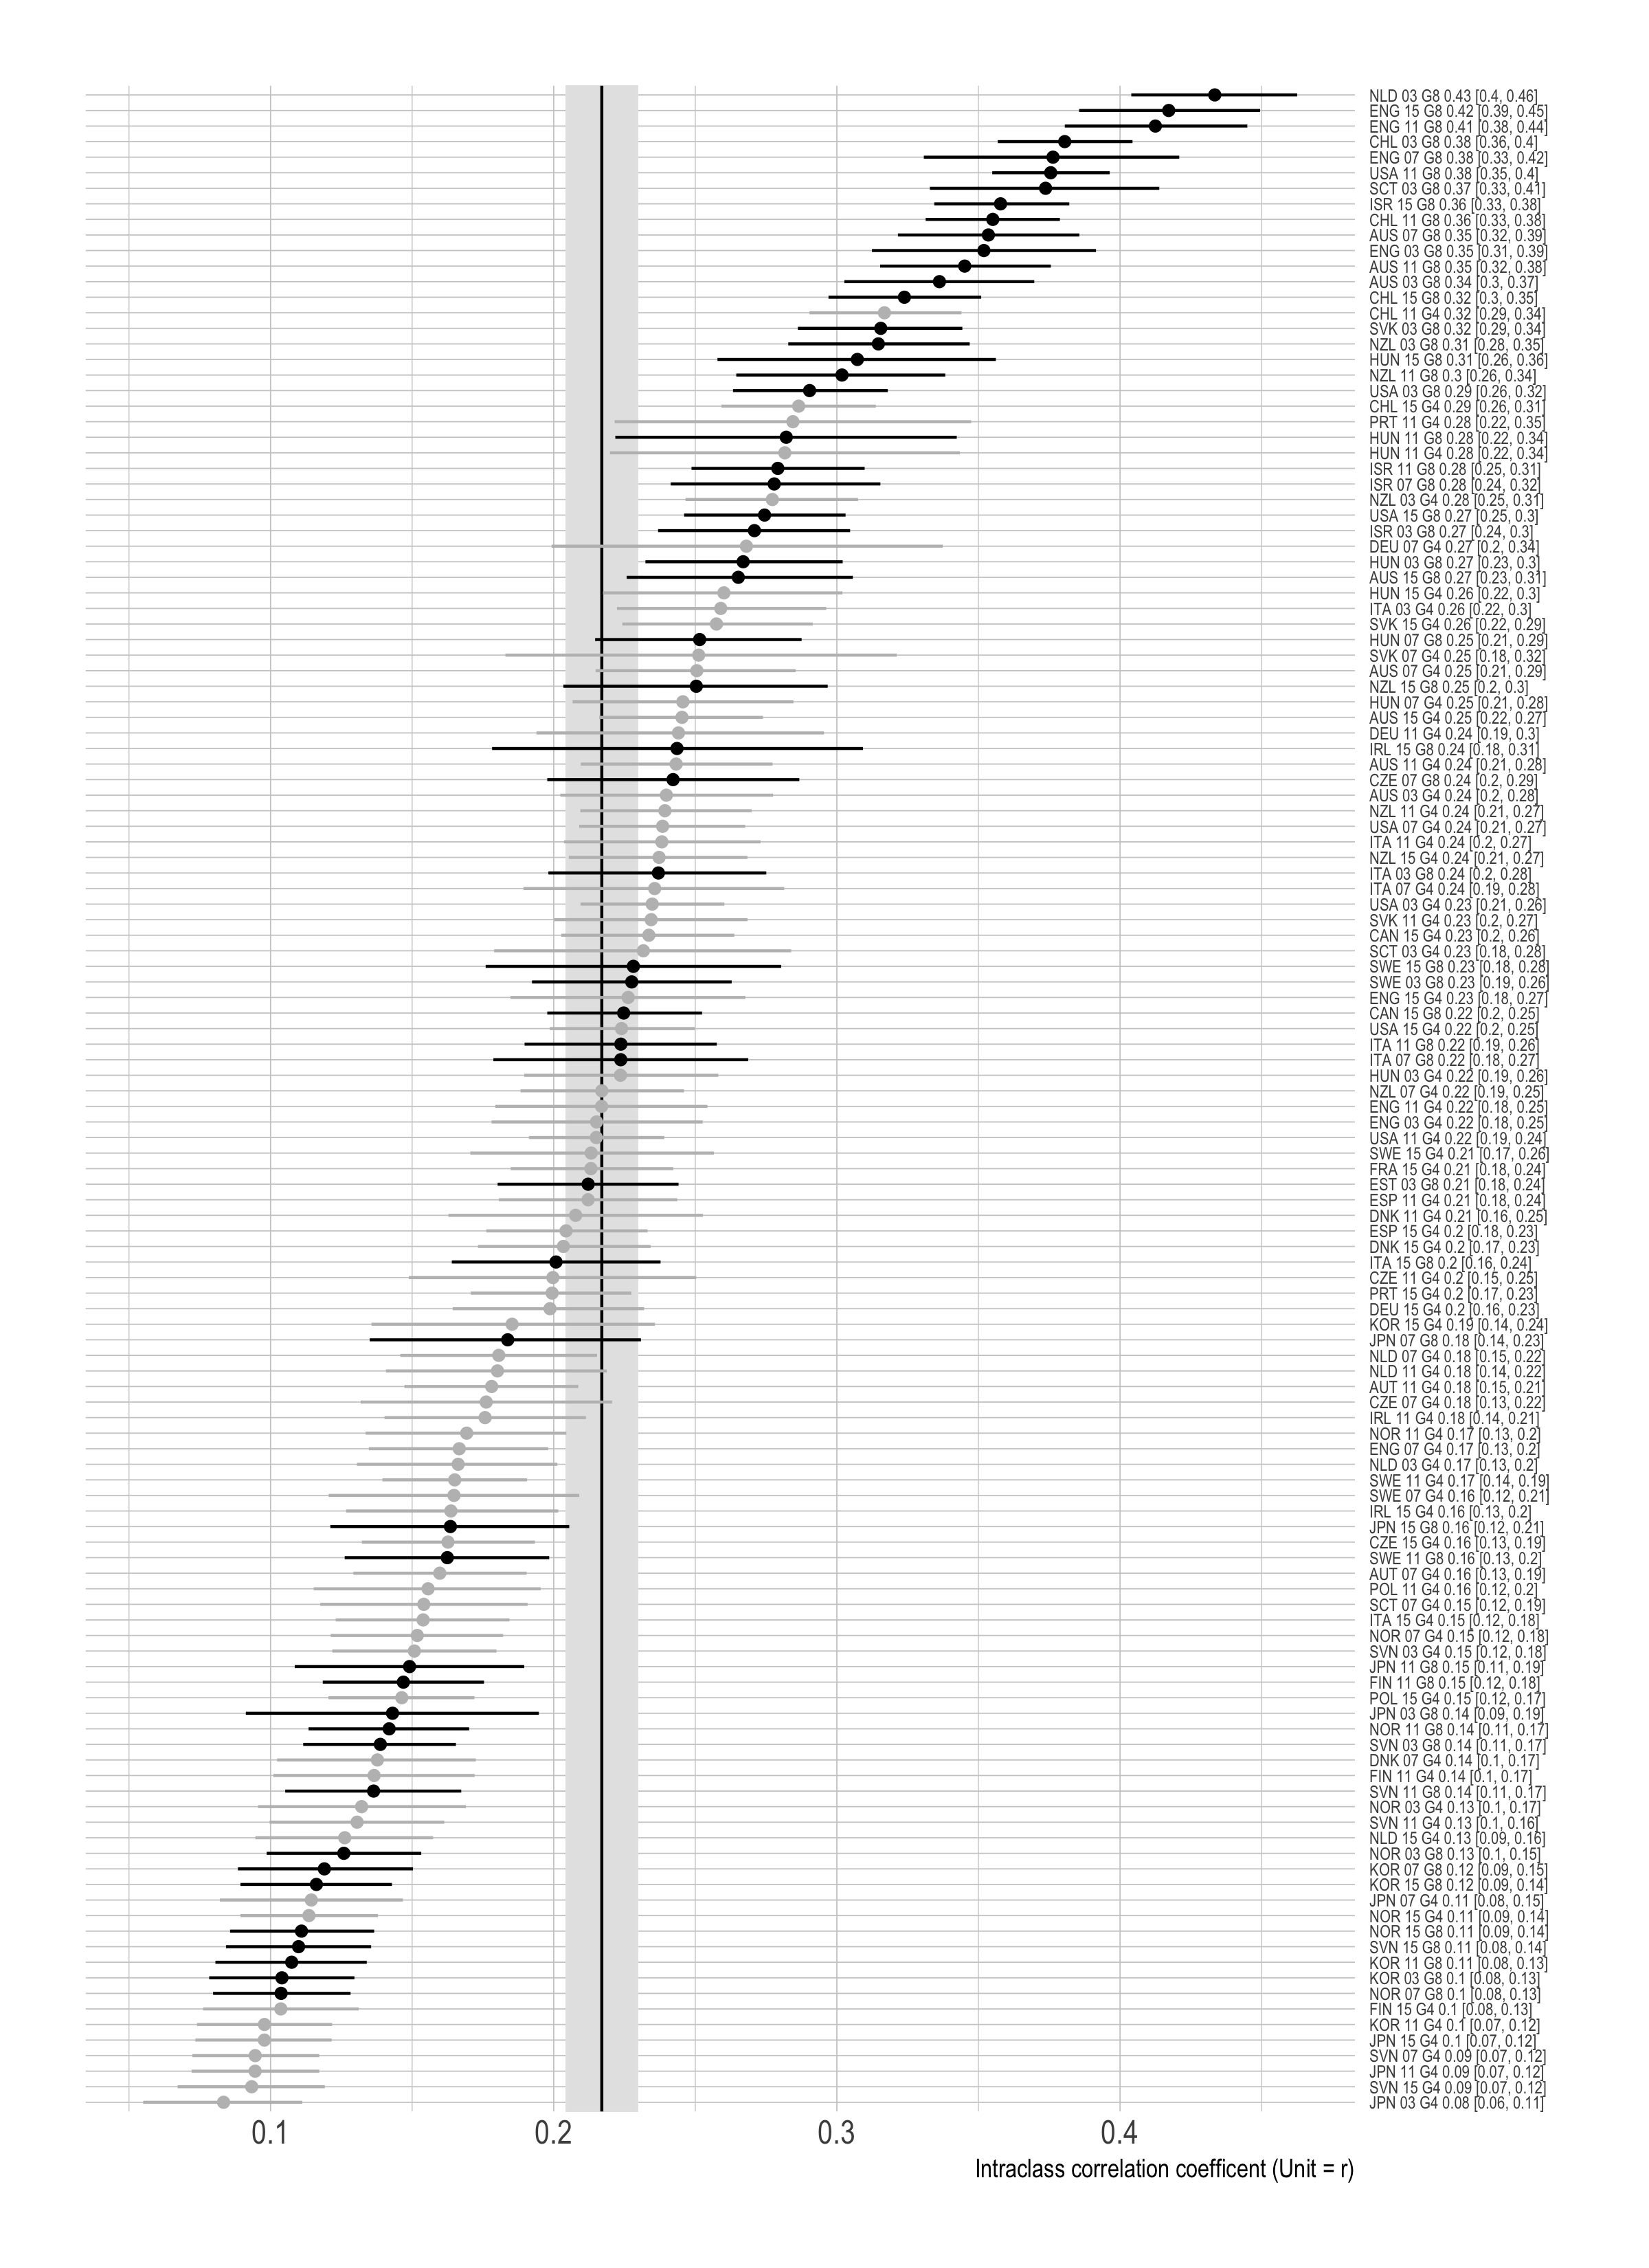 NLD 03 G8 0.43 [0.4, 0.46]
ENG 15 G8 0.42 [0.39, 0.45]
ENG 11 G8 0.41 [0.38, 0.44]
CHL 03 G8 0.38 [0.36, 0.4]
ENG 07 G8 0.38 [0.33, 0.42]
USA 11 G8 0.38 [0.35, 0.4]
SCT 03 G8 0.37 [0.33, 0.41]
ISR 15 G8 0.36 [0.33, 0.38]
CHL 11 G8 0.36 [0.33, 0.38]
AUS 07 G8 0.35 [0.32, 0.39]
ENG 03 G8 0.35 [0.31, 0.39]
AUS 11 G8 0.35 [0.32, 0.38]
AUS 03 G8 0.34 [0.3, 0.37]
CHL 15 G8 0.32 [0.3, 0.35]
CHL 11 G4 0.32 [0.29, 0.34]
SVK 03 G8 0.32 [0.29, 0.34]
NZL 03 G8 0.31 [0.28, 0.35]
HUN 15 G8 0.31 [0.26, 0.36]
NZL 11 G8 0.3 [0.26, 0.34]
USA 03 G8 0.29 [0.26, 0.32]
CHL 15 G4 0.29 [0.26, 0.31]
PRT 11 G4 0.28 [0.22, 0.35]
HUN 11 G8 0.28 [0.22, 0.34]
HUN 11 G4 0.28 [0.22, 0.34]
ISR 11 G8 0.28 [0.25, 0.31]
ISR 07 G8 0.28 [0.24, 0.32]
NZL 03 G4 0.28 [0.25, 0.31]
USA 15 G8 0.27 [0.25, 0.3]
ISR 03 G8 0.27 [0.24, 0.3]
DEU 07 G4 0.27 [0.2, 0.34]
HUN 03 G8 0.27 [0.23, 0.3]
AUS 15 G8 0.27 [0.23, 0.31]
HUN 15 G4 0.26 [0.22, 0.3]
ITA 03 G4 0.26 [0.22, 0.3]
SVK 15 G4 0.26 [0.22, 0.29]
HUN 07 G8 0.25 [0.21, 0.29]
SVK 07 G4 0.25 [0.18, 0.32]
AUS 07 G4 0.25 [0.21, 0.29]
NZL 15 G8 0.25 [0.2, 0.3]
HUN 07 G4 0.25 [0.21, 0.28]
AUS 15 G4 0.25 [0.22, 0.27]
DEU 11 G4 0.24 [0.19, 0.3]
IRL 15 G8 0.24 [0.18, 0.31]
AUS 11 G4 0.24 [0.21, 0.28]
CZE 07 G8 0.24 [0.2, 0.29]
AUS 03 G4 0.24 [0.2, 0.28]
NZL 11 G4 0.24 [0.21, 0.27]
USA 07 G4 0.24 [0.21, 0.27]
ITA 11 G4 0.24 [0.2, 0.27]
NZL 15 G4 0.24 [0.21, 0.27]
ITA 03 G8 0.24 [0.2, 0.28]
ITA 07 G4 0.24 [0.19, 0.28]
USA 03 G4 0.23 [0.21, 0.26]
SVK 11 G4 0.23 [0.2, 0.27]
CAN 15 G4 0.23 [0.2, 0.26]
SCT 03 G4 0.23 [0.18, 0.28]
SWE 15 G8 0.23 [0.18, 0.28]
SWE 03 G8 0.23 [0.19, 0.26]
ENG 15 G4 0.23 [0.18, 0.27]
CAN 15 G8 0.22 [0.2, 0.25]
USA 15 G4 0.22 [0.2, 0.25]
ITA 11 G8 0.22 [0.19, 0.26]
ITA 07 G8 0.22 [0.18, 0.27]
HUN 03 G4 0.22 [0.19, 0.26]
NZL 07 G4 0.22 [0.19, 0.25]
ENG 11 G4 0.22 [0.18, 0.25]
ENG 03 G4 0.22 [0.18, 0.25]
USA 11 G4 0.22 [0.19, 0.24]
SWE 15 G4 0.21 [0.17, 0.26]
FRA 15 G4 0.21 [0.18, 0.24]
EST 03 G8 0.21 [0.18, 0.24]
ESP 11 G4 0.21 [0.18, 0.24]
DNK 11 G4 0.21 [0.16, 0.25]
ESP 15 G4 0.2 [0.18, 0.23]
DNK 15 G4 0.2 [0.17, 0.23]
ITA 15 G8 0.2 [0.16, 0.24]
CZE 11 G4 0.2 [0.15, 0.25]
PRT 15 G4 0.2 [0.17, 0.23]
DEU 15 G4 0.2 [0.16, 0.23]
KOR 15 G4 0.19 [0.14, 0.24]
JPN 07 G8 0.18 [0.14, 0.23]
NLD 07 G4 0.18 [0.15, 0.22]
NLD 11 G4 0.18 [0.14, 0.22]
AUT 11 G4 0.18 [0.15, 0.21]
CZE 07 G4 0.18 [0.13, 0.22]
IRL 11 G4 0.18 [0.14, 0.21]
NOR 11 G4 0.17 [0.13, 0.2]
ENG 07 G4 0.17 [0.13, 0.2]
NLD 03 G4 0.17 [0.13, 0.2]
SWE 11 G4 0.17 [0.14, 0.19]
SWE 07 G4 0.16 [0.12, 0.21]
IRL 15 G4 0.16 [0.13, 0.2]
JPN 15 G8 0.16 [0.12, 0.21]
CZE 15 G4 0.16 [0.13, 0.19]
SWE 11 G8 0.16 [0.13, 0.2]
AUT 07 G4 0.16 [0.13, 0.19]
POL 11 G4 0.16 [0.12, 0.2]
SCT 07 G4 0.15 [0.12, 0.19]
ITA 15 G4 0.15 [0.12, 0.18]
NOR 07 G4 0.15 [0.12, 0.18]
SVN 03 G4 0.15 [0.12, 0.18]
JPN 11 G8 0.15 [0.11, 0.19]
FIN 11 G8 0.15 [0.12, 0.18]
POL 15 G4 0.15 [0.12, 0.17]
JPN 03 G8 0.14 [0.09, 0.19]
NOR 11 G8 0.14 [0.11, 0.17]
SVN 03 G8 0.14 [0.11, 0.17]
DNK 07 G4 0.14 [0.1, 0.17]
FIN 11 G4 0.14 [0.1, 0.17]
SVN 11 G8 0.14 [0.11, 0.17]
NOR 03 G4 0.13 [0.1, 0.17]
SVN 11 G4 0.13 [0.1, 0.16]
NLD 15 G4 0.13 [0.09, 0.16]
NOR 03 G8 0.13 [0.1, 0.15]
KOR 07 G8 0.12 [0.09, 0.15]
KOR 15 G8 0.12 [0.09, 0.14]
JPN 07 G4 0.11 [0.08, 0.15]
NOR 15 G4 0.11 [0.09, 0.14]
NOR 15 G8 0.11 [0.09, 0.14]
SVN 15 G8 0.11 [0.08, 0.14]
KOR 11 G8 0.11 [0.08, 0.13]
KOR 03 G8 0.1 [0.08, 0.13]
NOR 07 G8 0.1 [0.08, 0.13]
FIN 15 G4 0.1 [0.08, 0.13]
KOR 11 G4 0.1 [0.07, 0.12]
JPN 15 G4 0.1 [0.07, 0.12]
SVN 07 G4 0.09 [0.07, 0.12]
JPN 11 G4 0.09 [0.07, 0.12]
SVN 15 G4 0.09 [0.07, 0.12]
JPN 03 G4 0.08 [0.06, 0.11]
0.1 0.2 0.3 0.4
Intraclass correlation coefficent (Unit = r)